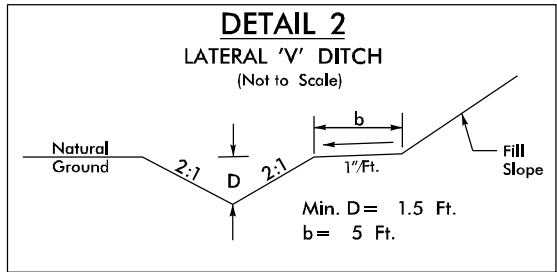 DETAIL 2
LATERAL 'V' DITCH
(Not to Scale)
b
Natural
Ground
2:1
D
2:1
1"/Ft.
Fill
Slope
Min. D= 1.5 Ft.
b= 5 Ft.